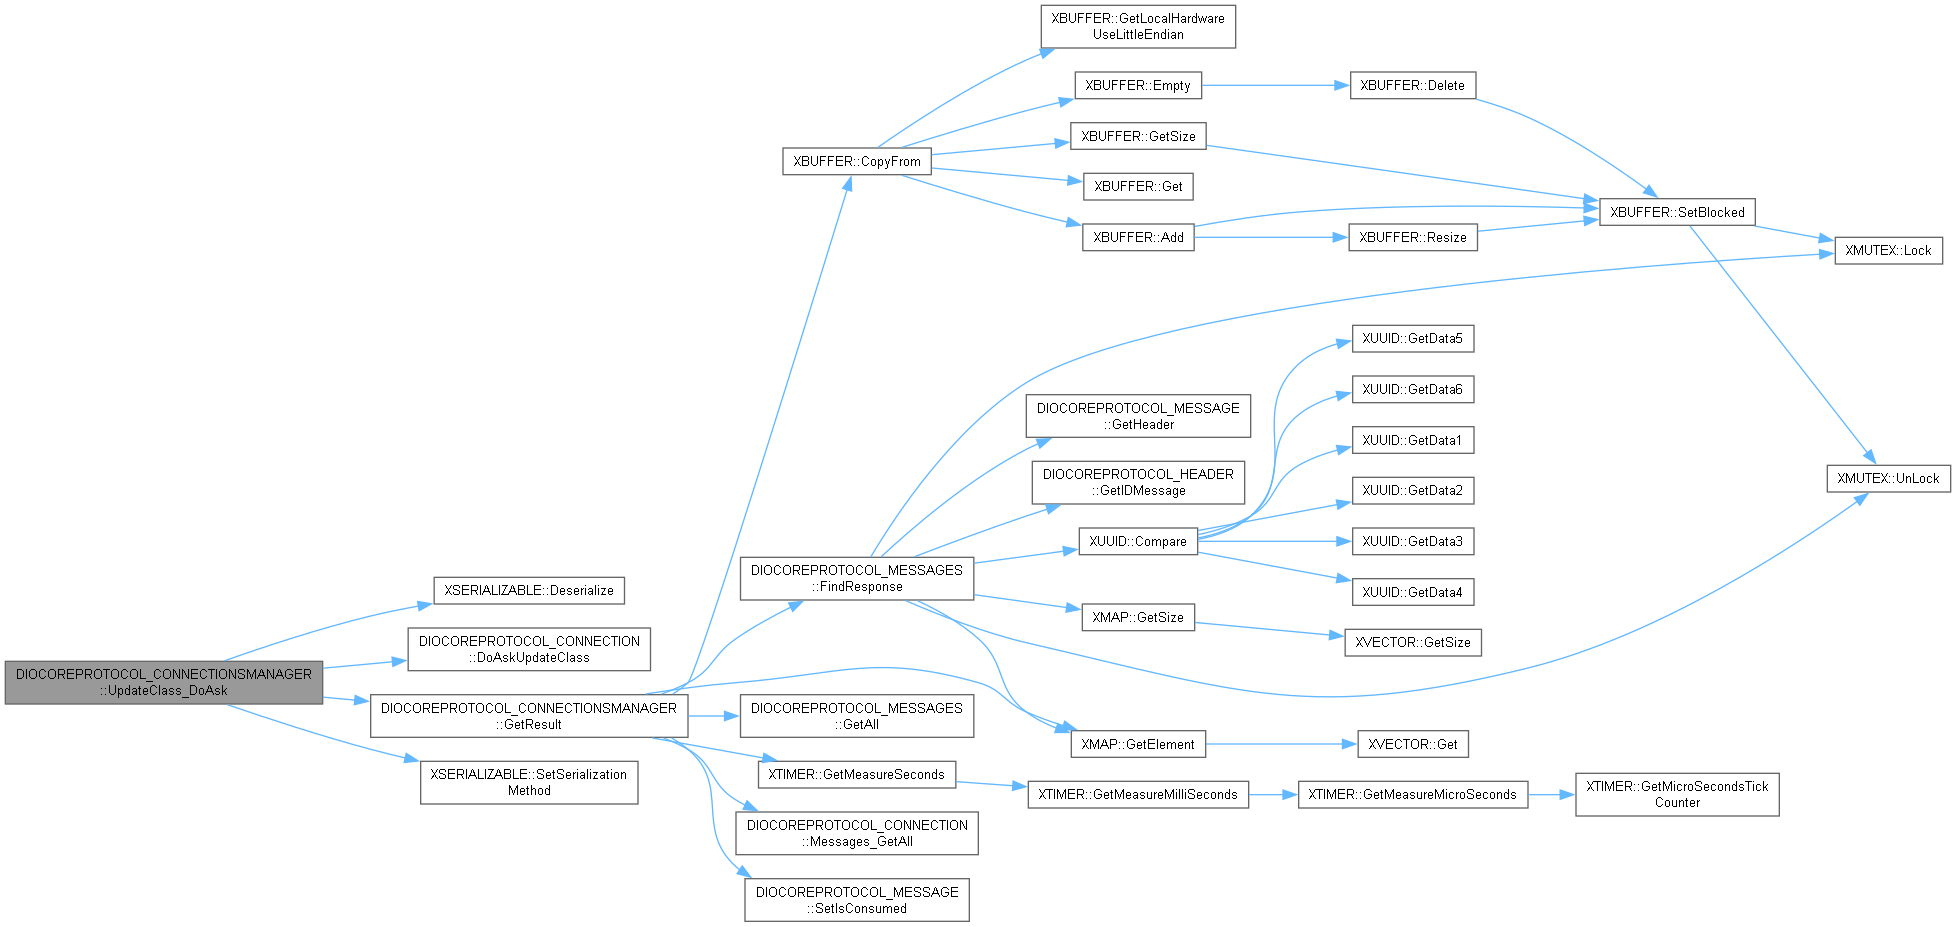 XBUFFER::GetLocalHardware
UseLittleEndian
XBUFFER::Empty
XBUFFER::Delete
XBUFFER::GetSize
XBUFFER::CopyFrom
XBUFFER::Get
XBUFFER::SetBlocked
XBUFFER::Add
XBUFFER::Resize
XMUTEX::Lock
XUUID::GetData5
XUUID::GetData6
DIOCOREPROTOCOL_MESSAGE
::GetHeader
XUUID::GetData1
DIOCOREPROTOCOL_HEADER
::GetIDMessage
XUUID::GetData2
XMUTEX::UnLock
XUUID::Compare
XUUID::GetData3
DIOCOREPROTOCOL_MESSAGES
::FindResponse
XUUID::GetData4
XSERIALIZABLE::Deserialize
XMAP::GetSize
XVECTOR::GetSize
DIOCOREPROTOCOL_CONNECTION
::DoAskUpdateClass
DIOCOREPROTOCOL_CONNECTIONSMANAGER
::UpdateClass_DoAsk
DIOCOREPROTOCOL_CONNECTIONSMANAGER
::GetResult
DIOCOREPROTOCOL_MESSAGES
::GetAll
XMAP::GetElement
XVECTOR::Get
XSERIALIZABLE::SetSerialization
Method
XTIMER::GetMeasureSeconds
XTIMER::GetMeasureMilliSeconds
XTIMER::GetMeasureMicroSeconds
XTIMER::GetMicroSecondsTick
Counter
DIOCOREPROTOCOL_CONNECTION
::Messages_GetAll
DIOCOREPROTOCOL_MESSAGE
::SetIsConsumed